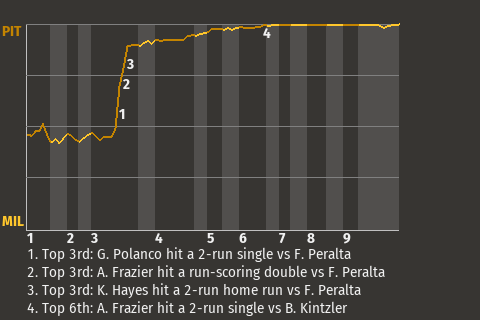 PIT
4
3
2
1
MIL
1 2 3 4 5 6 7 8 9
1. Top 3rd: G. Polanco hit a 2-run single vs F. Peralta
2. Top 3rd: A. Frazier hit a run-scoring double vs F. Peralta
3. Top 3rd: K. Hayes hit a 2-run home run vs F. Peralta
4. Top 6th: A. Frazier hit a 2-run single vs B. Kintzler